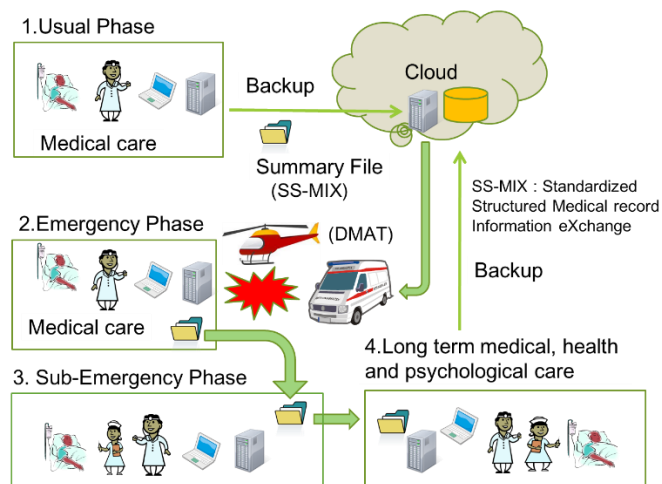 1.Usual Phase
Medical care
Backup
Cloud
Summary File
(SS-MIX)
SS-MIX : Standardized
Structured Medical record
Information eXchange
Backup
2.Emergency Phase
(DMAT)
Medical care
3. Sub-Emergency Phase
4.Long term medical, health
and psychological care